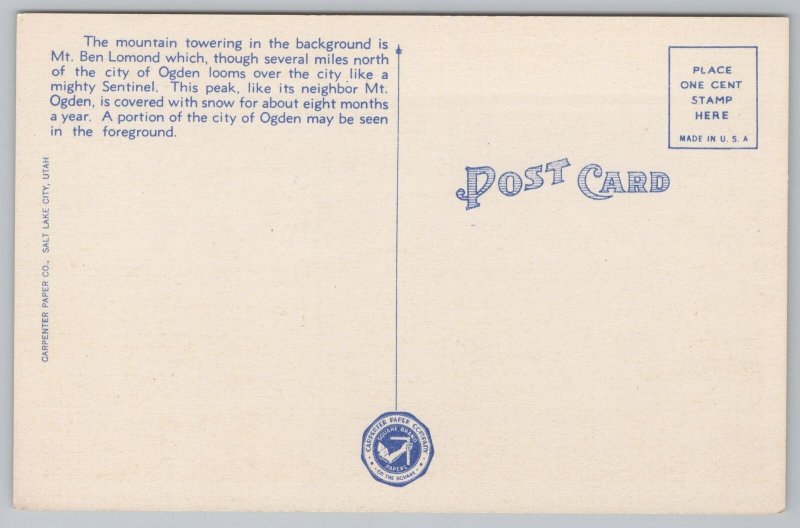 The mountain towering in the background is
Mt. Ben Lomond which, though several miles north
of the city of Ogden looms over the city like a
mighty Sentinel. This peak, like its neighbor Mt.
Ogden, is covered with snow for about eight months
a year. A portion of the city of Ogden may be seen
in the foreground.
CARPENTER PAPER CO., SALT LAKE CITY, UTAH
PLACE
ONE CENT
STAMP
HERE
MADE IN U. S. A
POST CARD
CARPENTER PAPER COMPANY
SQUARE BRAND
PAPERS
OF THE SQUARE